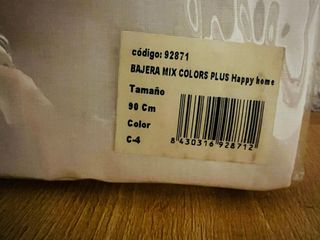 código: 92871
BAJERA MIX COLORS PLUS Happy home
Tamaño
90 Cm
Color
C-4
8 430316 928712